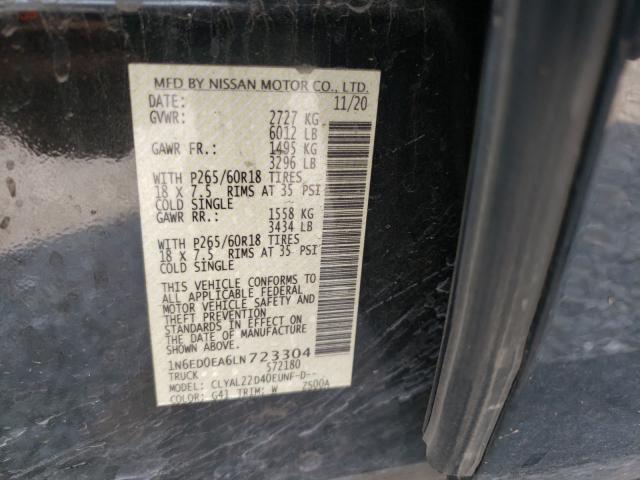 MFD BY NISSAN MOTOR CO., LTD.
DATE: 11/20
GVWR: 2727 KG
6012 LB
GAWR FR.: 1495 KG
3296 LB
WITH P265/60R18 TIRES
18 X 7.5 RIMS AT 35 PSI
COLD SINGLE
GAWR RR.: 1558 KG
3434 LB
WITH P265/60R18 TIRES
18 X 7.5 RIMS AT 35 PSI
COLD SINGLE
THIS VEHICLE CONFORMS TO
ALL APPLICABLE FEDERAL
MOTOR VEHICLE SAFETY AND
THEFT PREVENTION
STANDARDS IN EFFECT ON
THE DATE OF MANUFACTURE
SHOWN ABOVE.
1N6ED0EA6LN723304
TRUCK 572180
MODEL: CLYAL22D40EUNF-D--
COLOR: G41 TRIM: W ZS00A